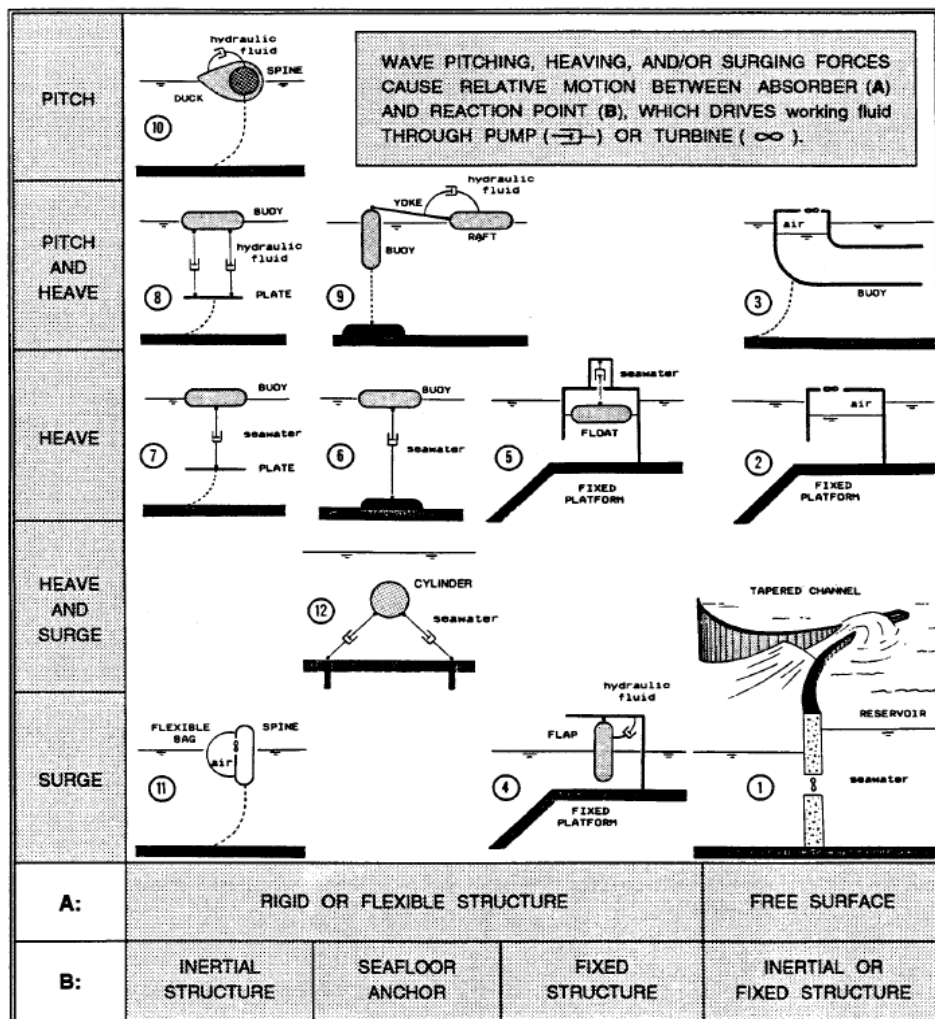 PITCH
hydraulic
fluid
SPINE
DUCK
10
WAVE PITCHING, HEAVING, AND/OR SURGING FORCES
CAUSE RELATIVE MOTION BETWEEN ABSORBER (A)
AND REACTION POINT (B), WHICH DRIVES working fluid
THROUGH PUMP ( ) OR TURBINE ( ∞ ).
PITCH
AND
HEAVE
BUOY
hydraulic
fluid
PLATE
8
hydraulic
fluid
YOKE
RAFT
BUOY
9
air
BUOY
3
HEAVE
BUOY
seawater
PLATE
7
BUOY
seawater
6
seawater
FLOAT
5
FIXED
PLATFORM
air
2
FIXED
PLATFORM
HEAVE
AND
SURGE
CYLINDER
12
seawater
TAPERED CHANNEL
RESERVOIR
seawater
1
SURGE
FLEXIBLE
BAG
SPINE
air
11
hydraulic
fluid
FLAP
4
FIXED
PLATFORM
A:
RIGID OR FLEXIBLE STRUCTURE
FREE SURFACE
B:
INERTIAL
STRUCTURE
SEAFLOOR
ANCHOR
FIXED
STRUCTURE
INERTIAL OR
FIXED STRUCTURE